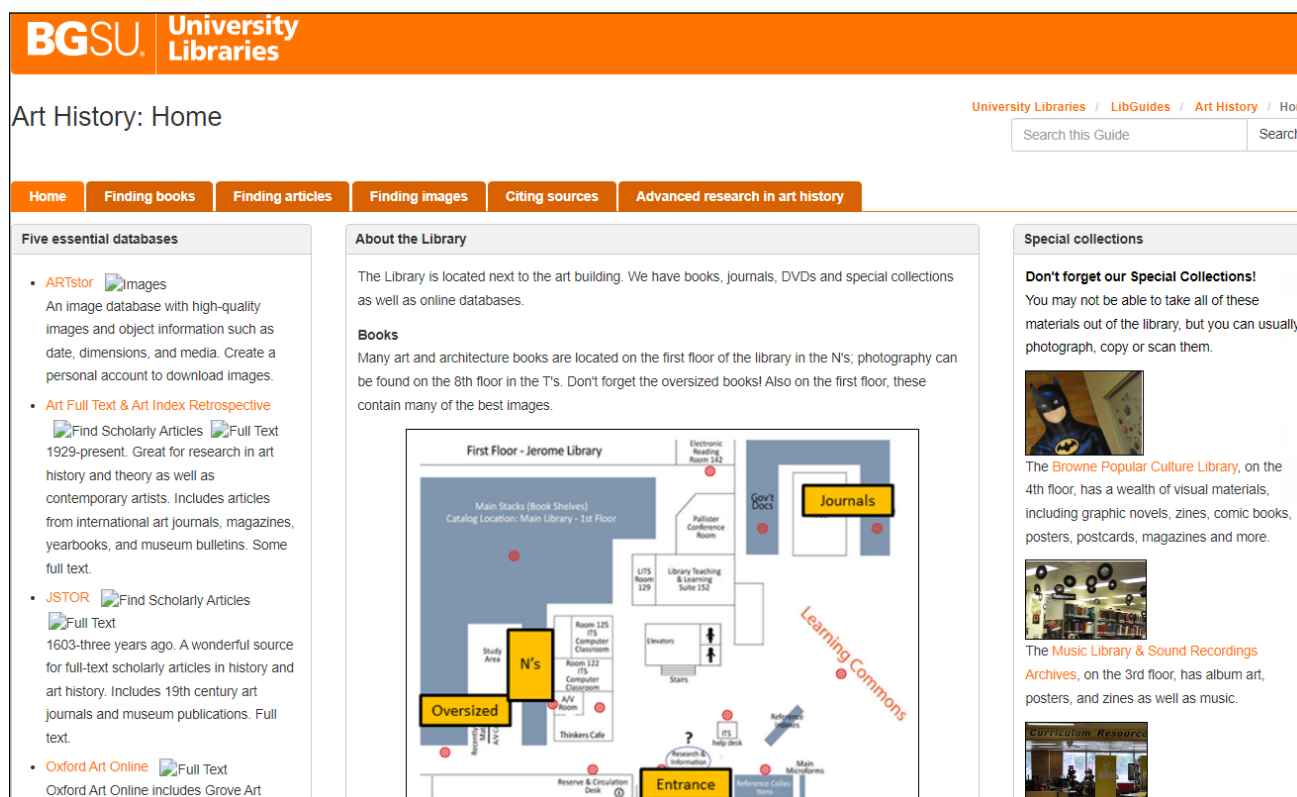 BGSU. University
Libraries
Art History: Home
University Libraries / LibGuides / Art History /
Search this Guide
Search
Home
Finding books
Finding articles
Finding images
Citing sources
Advanced research in art history
Five essential databases
• ARTstor Images
An image database with high-quality
images and object information such as
date, dimensions, and media. Create a
personal account to download images.
• Art Full Text & Art Index Retrospective
Find Scholarly Articles Full Text
1929-present. Great for research in art
history and theory as well as
contemporary artists. Includes articles
from international art journals, magazines,
yearbooks, and museum bulletins. Some
full text.
• JSTOR Find Scholarly Articles
Full Text
1603-three years ago. A wonderful source
for full-text scholarly articles in history and
art history. Includes 19th century art
journals and museum publications. Full
text.
• Oxford Art Online Full Text
Oxford Art Online includes Grove Art
About the Library
The Library is located next to the art building. We have books, journals, DVDs and special collections
as well as online databases.
Books
Many art and architecture books are located on the first floor of the library in the N's; photography can
be found on the 8th floor in the T's. Don't forget the oversized books! Also on the first floor, these
contain many of the best images.
First Floor - Jerome Library
Electronic
Reading
Room 142
Main Stacks (Book Shelves)
Catalog Location: Main Library - 1st Floor
Gov't
Docs
Journals
Pallister
Conference
Room
LITS
Room
129
Library Teaching
& Learning
Suite 152
Learning Commons
Room 125
ITS
Computer
Classroom
Elevators
Study
Area
N's
Room 122
ITS
Computer
Classroom
Stairs
A/V
Room
Oversized
Recently
Thinkers Cafe
?
ITS
help desk
Reference
Indexes
Research &
Information
Main
Microforms
Reserve & Circulation
Desk
Entrance
Reference Collections
Special collections
Don't forget our Special Collections!
You may not be able to take all of these
materials out of the library, but you can usually
photograph, copy or scan them.
The Browne Popular Culture Library, on the
4th floor, has a wealth of visual materials,
including graphic novels, zines, comic books,
posters, postcards, magazines and more.
The Music Library & Sound Recordings
Archives, on the 3rd floor, has album art,
posters, and zines as well as music.
Curriculum Resource